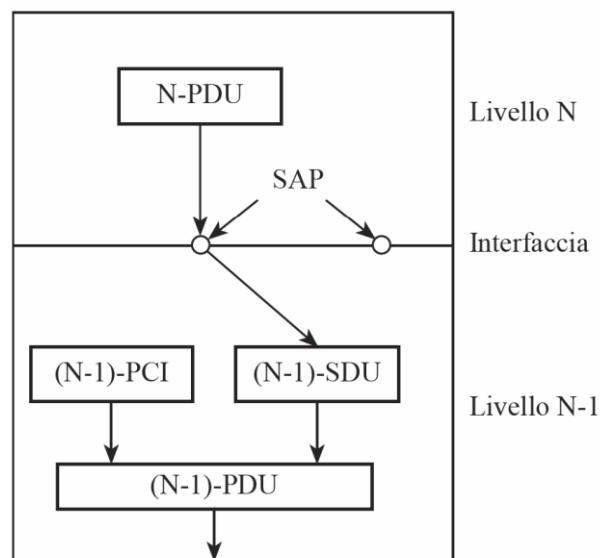 N-PDU
Livello N
SAP
Interfaccia
(N-1)-PCI
(N-1)-SDU
Livello N-1
(N-1)-PDU